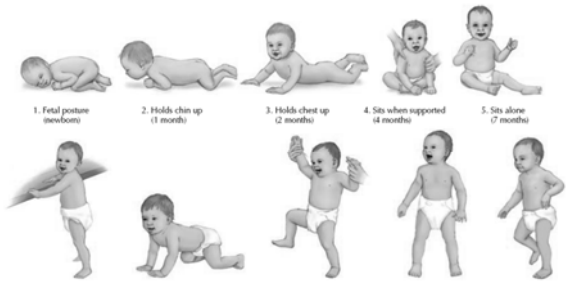 1. Fetal posture
(newborn)
2. Holds chin up
(1 month)
3. Holds chest up
(2 months)
4. Sits when supported
(4 months)
5. Sits alone
(7 months)